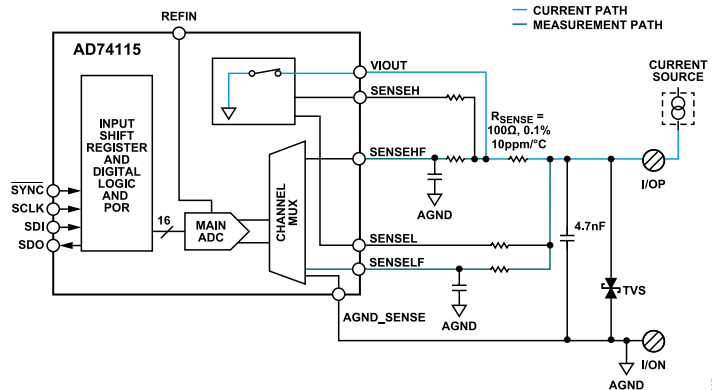 CURRENT PATH
MEASUREMENT PATH
REFIN
AD74115
VIOUT
SENSEH
CURRENT
SOURCE
RSENSE =
100Ω, 0.1%
10ppm/°C
INPUT
SHIFT
REGISTER
AND
DIGITAL
LOGIC
AND
POR
SENSEHF
I/OP
SYNC
SCLK
SDI
SDO
16
MAIN
ADC
CHANNEL
MUX
AGND
4.7nF
SENSEL
SENSELF
TVS
AGND_SENSE
AGND
I/ON
AGND